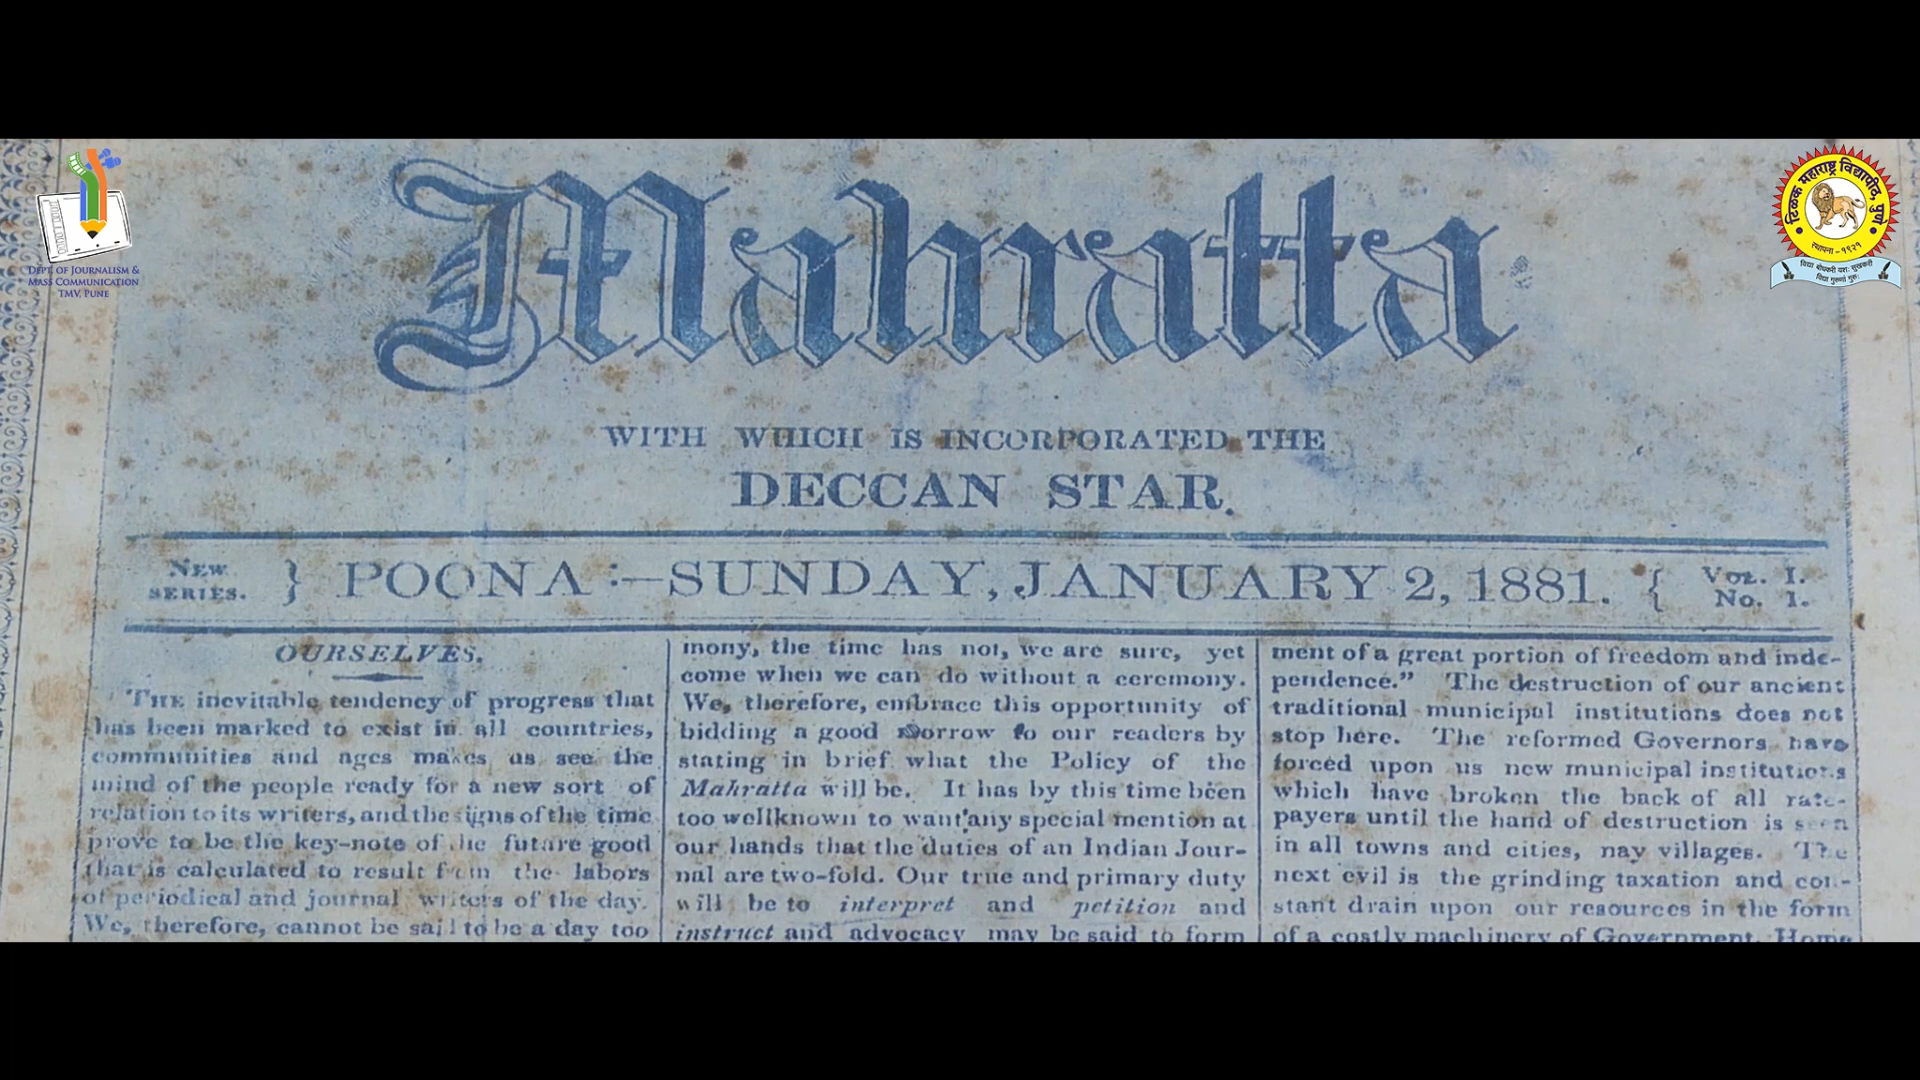 DEPT. OF JOURNALISM &
MASS COMMUNICATION
TMV, PUNE
टिळक महाराष्ट्र विद्यापीठ, पुणे
स्थापना - १९२१
Mahratta
WITH WHICH IS INCORPORATED THE
DECCAN STAR.
NEW SERIES. } POONA :—SUNDAY, JANUARY 2, 1881. { VOL. I. No. 1.
OURSELVES.
THE inevitable tendency of progress that
has been marked to exist in all countries,
communities and ages makes us see the
mind of the people ready for a new sort of
relation to its writers, and the signs of the time
prove to be the key-note of the future good
that is calculated to result from the labors
of periodical and journal writers of the day.
We, therefore, cannot be said to be a day too
mony, the time has not, we are sure, yet
come when we can do without a ceremony.
We, therefore, embrace this opportunity of
bidding a good morrow to our readers by
stating in brief what the Policy of the
Mahratta will be. It has by this time been
too wellknown to want any special mention at
our hands that the duties of an Indian Jour-
nal are two-fold. Our true and primary duty
will be to interpret and petition and
instruct and advocacy may be said to form
ment of a great portion of freedom and inde-
pendence.” The destruction of our ancient
traditional municipal institutions does not
stop here. The reformed Governors have
forced upon us new municipal institutions
which have broken the back of all rate-
payers until the hand of destruction is seen
in all towns and cities, nay villages. The
next evil is the grinding taxation and con-
stant drain upon our resources in the form
of a costly machinery of Government. Home